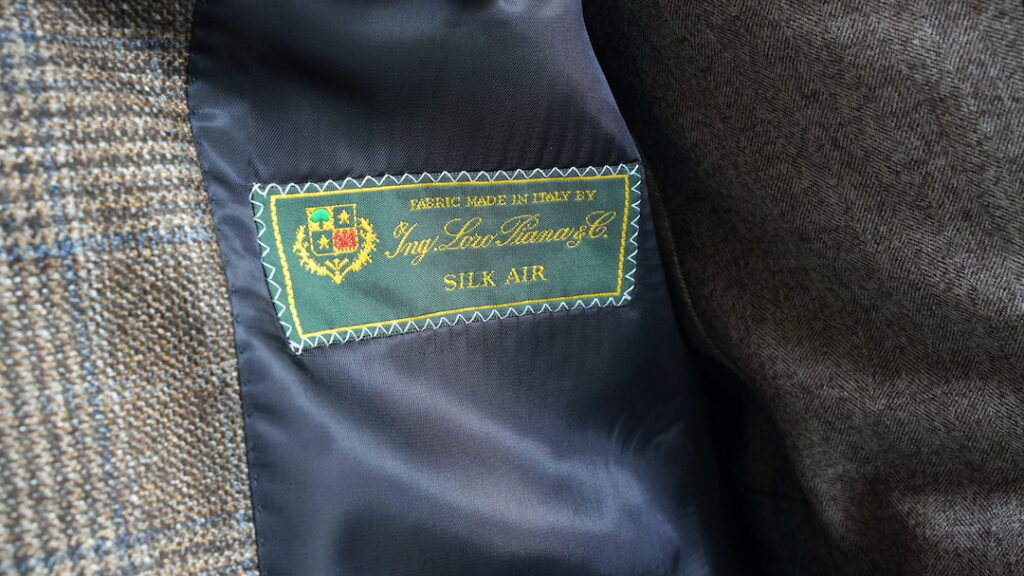 FABRIC MADE IN ITALY BY
Ing. Loro Piana & C.
SILK AIR